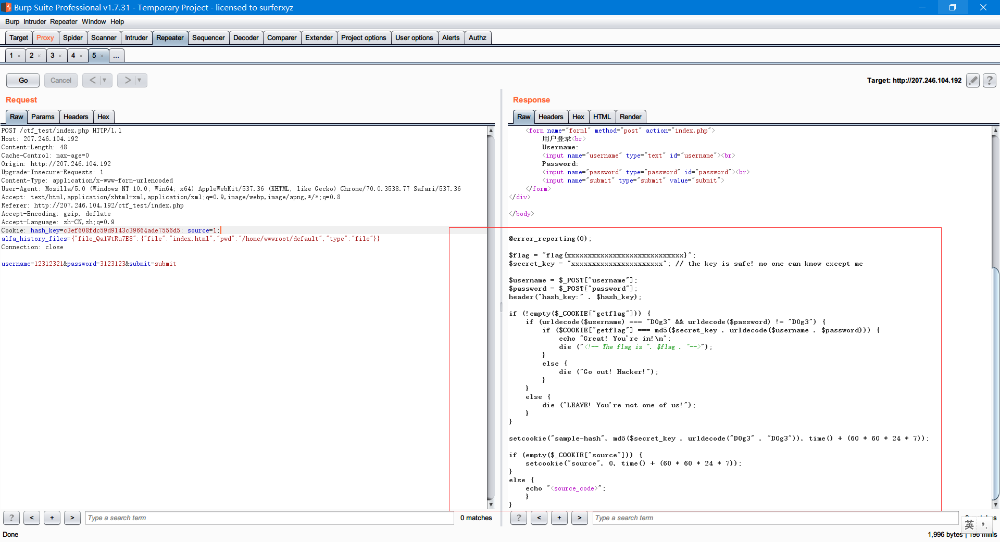 Burp Suite Professional v1.7.31 - Temporary Project - licensed to surferxyz
Burp Intruder Repeater Window Help
Target Proxy Spider Scanner Intruder Repeater Sequencer Decoder Comparer Extender Project options User options Alerts Authz
1 × 2 × 3 × 4 × 5 × ...
Go Cancel < ▼ > ▼ Target: http://207.246.104.192 ?
Request
Raw Params Headers Hex
POST /ctf_test/index.php HTTP/1.1
Host: 207.246.104.192
Content-Length: 48
Cache-Control: max-age=0
Origin: http://207.246.104.192
Upgrade-Insecure-Requests: 1
Content-Type: application/x-www-form-urlencoded
User-Agent: Mozilla/5.0 (Windows NT 10.0; Win64; x64) AppleWebKit/537.36 (KHTML, like Gecko) Chrome/70.0.3538.77 Safari/537.36
Accept: text/html,application/xhtml+xml,application/xml;q=0.9,image/webp,image/apng,*/*;q=0.8
Referer: http://207.246.104.192/ctf_test/index.php
Accept-Encoding: gzip, deflate
Accept-Language: zh-CN,zh;q=0.9
Cookie: hash_key=c3ef608fdc59d9143c39664ade7556d5; source=1;
alfa_history_files={"file_Qa1WtRu7E8":{"file":"index.html","pwd":"/home/wwwroot/default","type":"file"}}
Connection: close
username=12312321&password=3123123&submit=submit
? < + > Type a search term 0 matches
Done
Response
Raw Headers Hex HTML Render
<form name="form1" method="post" action="index.php">
用户登录<br>
Username:
<input name="username" type="text" id="username"><br>
Password:
<input name="password" type="password" id="password"><br>
<input name="submit" type="submit" value="submit">
</form>
</div>
</body>
@error_reporting(0);
$flag = "flag{xxxxxxxxxxxxxxxxxxxxxxxxxxxx}";
$secret_key = "xxxxxxxxxxxxxxxxxxxxxx"; // the key is safe! no one can know except me
$username = $_POST["username"];
$password = $_POST["password"];
header("hash_key:" . $hash_key);
if (!empty($_COOKIE["getflag"])) {
if (urldecode($username) === "D0g3" && urldecode($password) != "D0g3") {
if ($COOKIE["getflag"] === md5($secret_key . urldecode($username . $password))) {
echo "Great! You're in!\n";
die ("<!-- The flag is ". $flag . "-->");
}
else {
die ("Go out! Hacker!");
}
}
else {
die ("LEAVE! You're not one of us!");
}
}
setcookie("sample-hash", md5($secret_key . urldecode("D0g3" . "D0g3")), time() + (60 * 60 * 24 * 7));
if (empty($_COOKIE["source"])) {
setcookie("source", 0, time() + (60 * 60 * 24 * 7));
}
else {
echo "<source_code>";
}
}
? < + > Type a search term
英
1,996 bytes | 196 millis